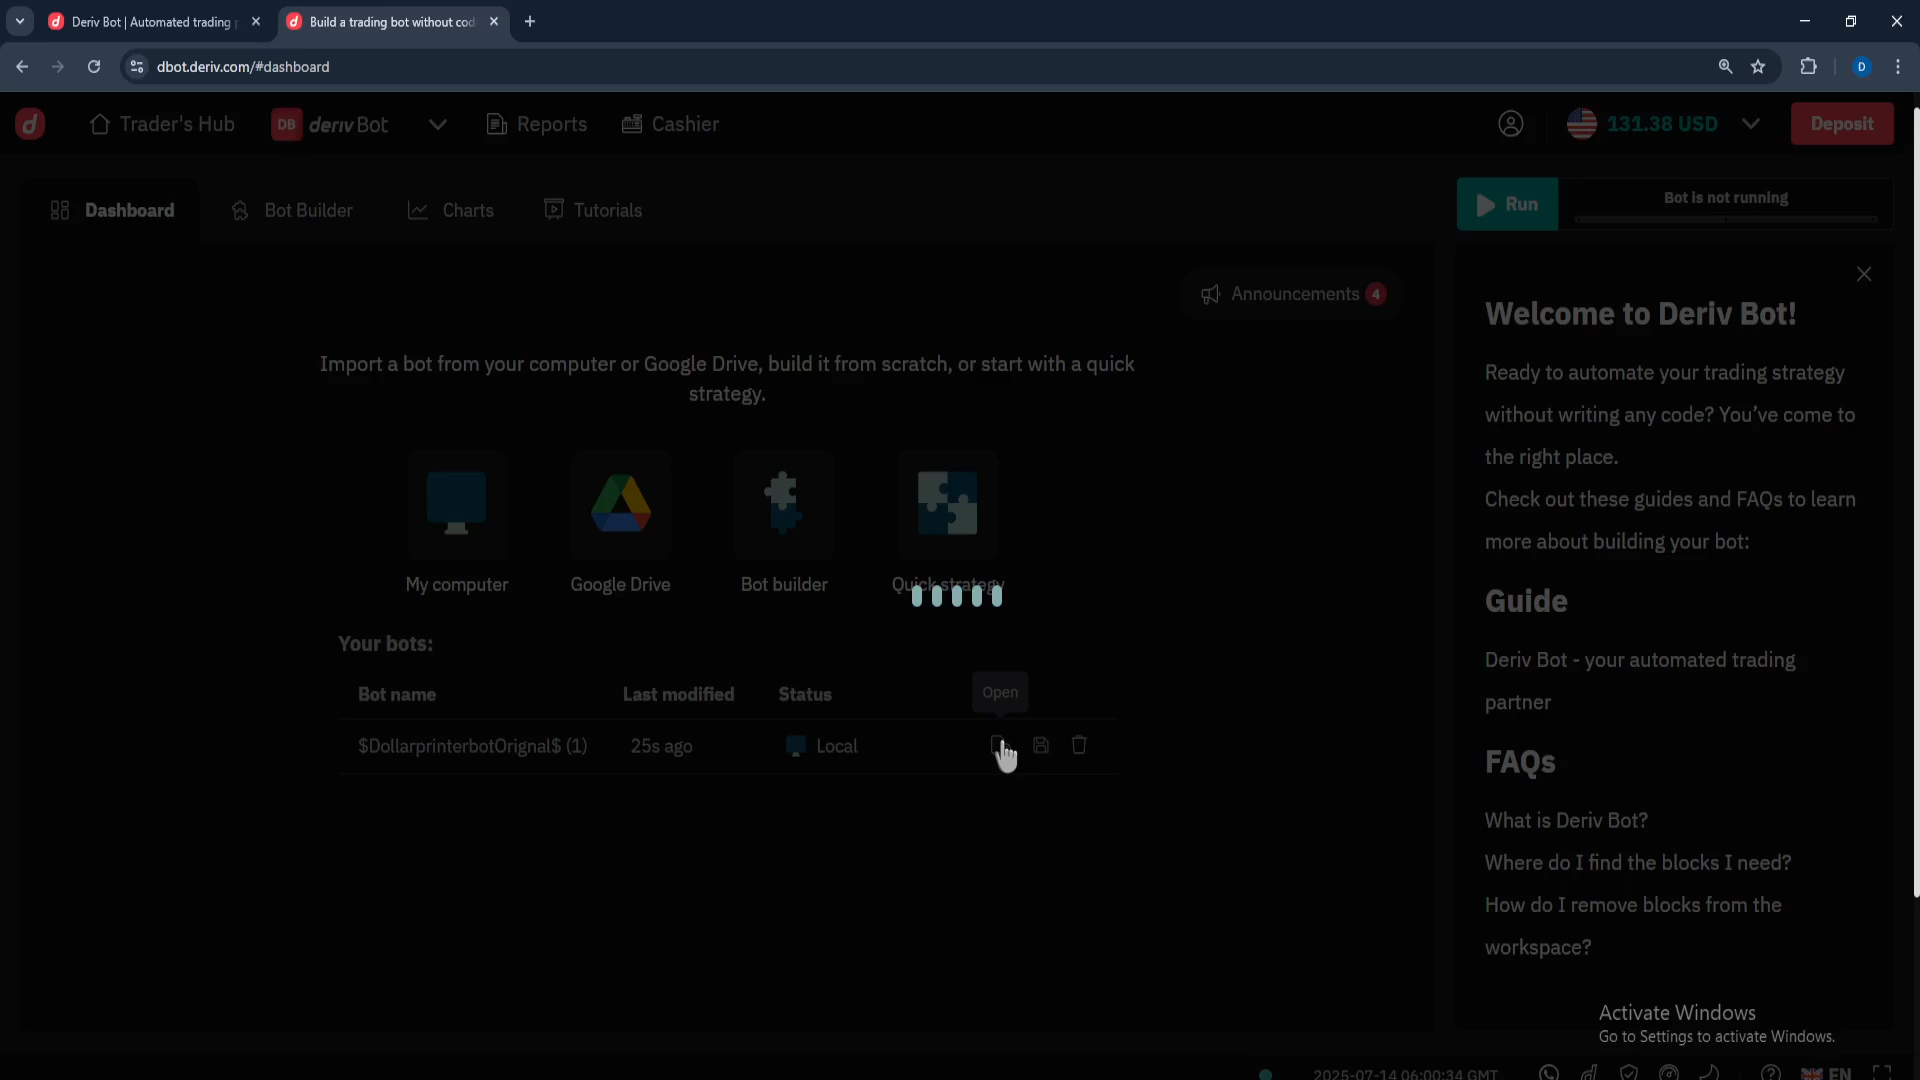 Deriv Bot | Automated trading
Build a trading bot without cod
dbot.deriv.com/#dashboard
D
Trader's Hub
DB deriv Bot
Reports
Cashier
131.38 USD
Deposit
Dashboard
Bot Builder
Charts
Tutorials
Run
Bot is not running
Announcements 4
Import a bot from your computer or Google Drive, build it from scratch, or start with a quick
strategy.
My computer
Google Drive
Bot builder
Quick strategy
Your bots:
Bot name
Last modified
Status
Open
$DollarprinterbotOrignal$ (1)
25s ago
Local
Welcome to Deriv Bot!
Ready to automate your trading strategy
without writing any code? You've come to
the right place.
Check out these guides and FAQs to learn
more about building your bot:
Guide
Deriv Bot - your automated trading
partner
FAQs
What is Deriv Bot?
Where do I find the blocks I need?
How do I remove blocks from the
workspace?
Activate Windows
Go to Settings to activate Windows.
2025-07-14 06:00:34 GMT
EN